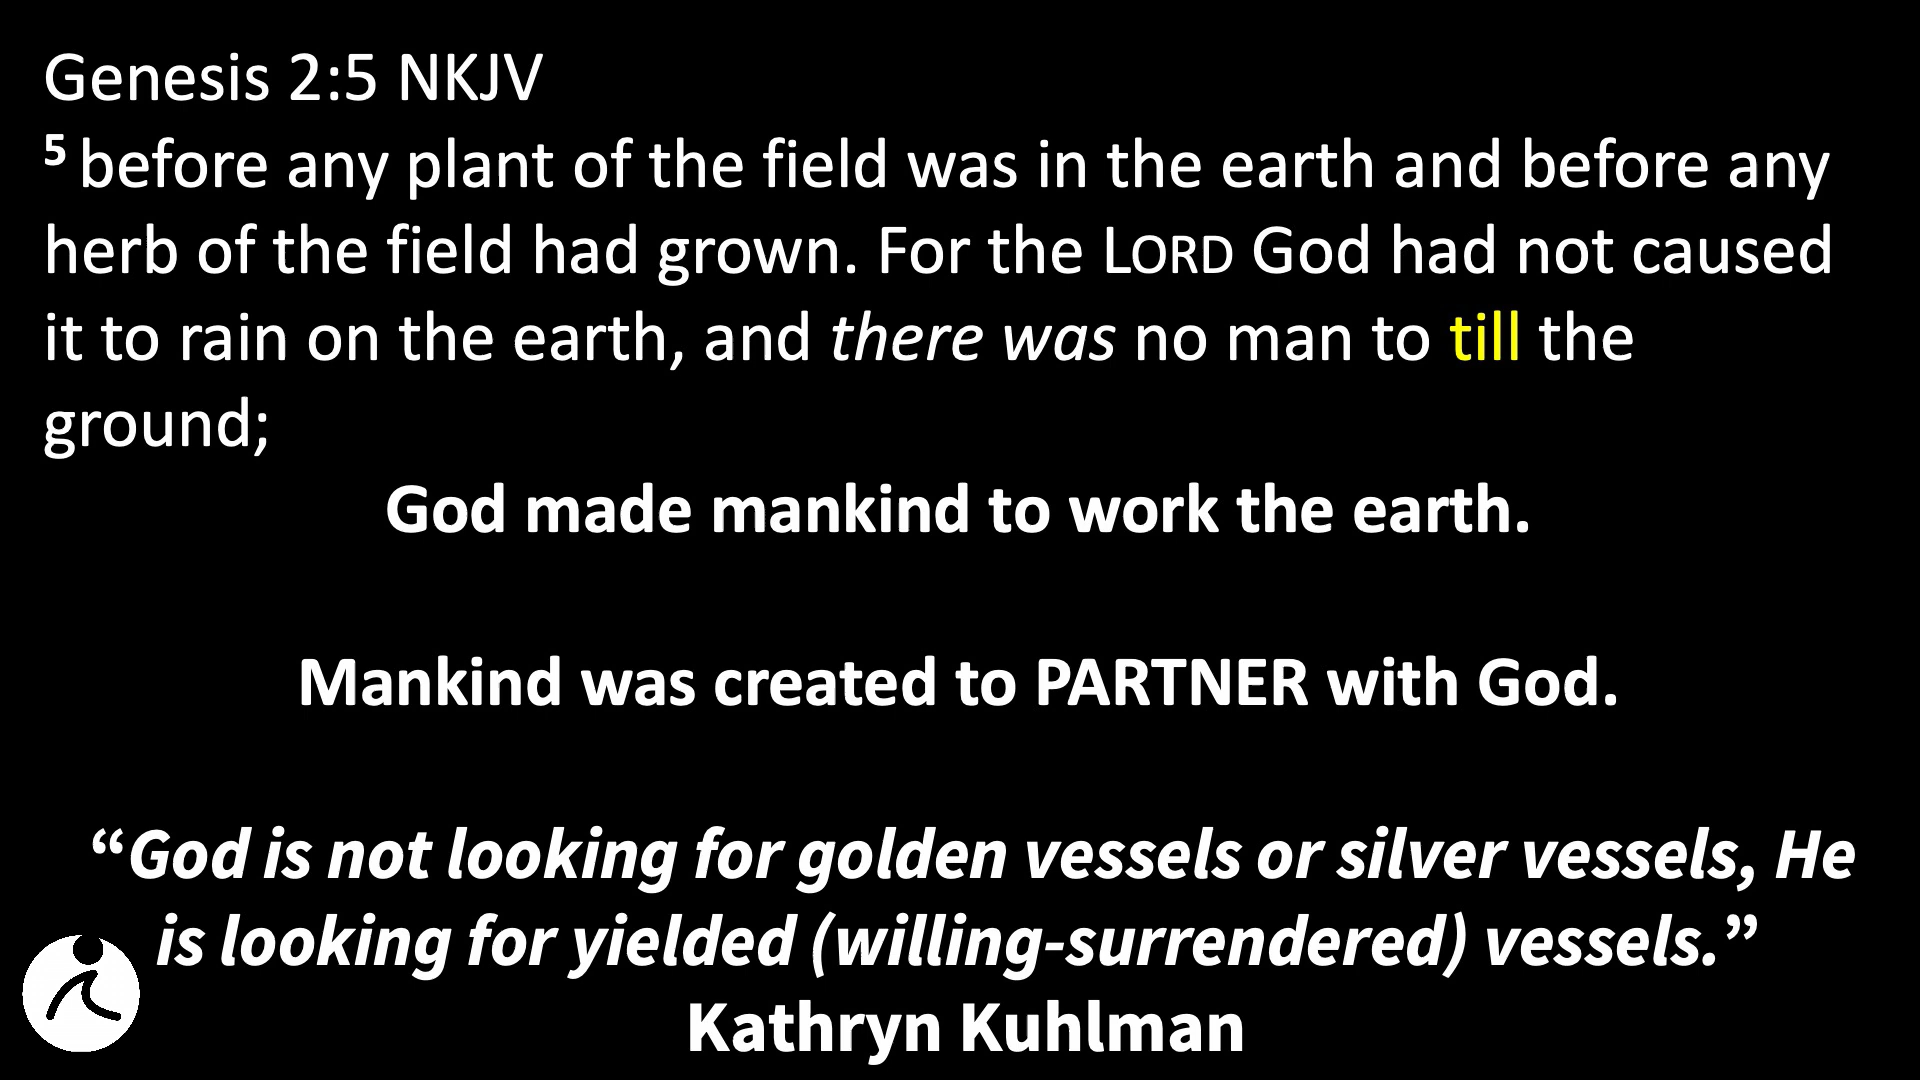 Genesis 2:5 NKJV
5 before any plant of the field was in the earth and before any
herb of the field had grown. For the LORD God had not caused
it to rain on the earth, and there was no man to till the
ground;
God made mankind to work the earth.
Mankind was created to PARTNER with God.
“God is not looking for golden vessels or silver vessels, He
is looking for yielded (willing-surrendered) vessels.”
Kathryn Kuhlman